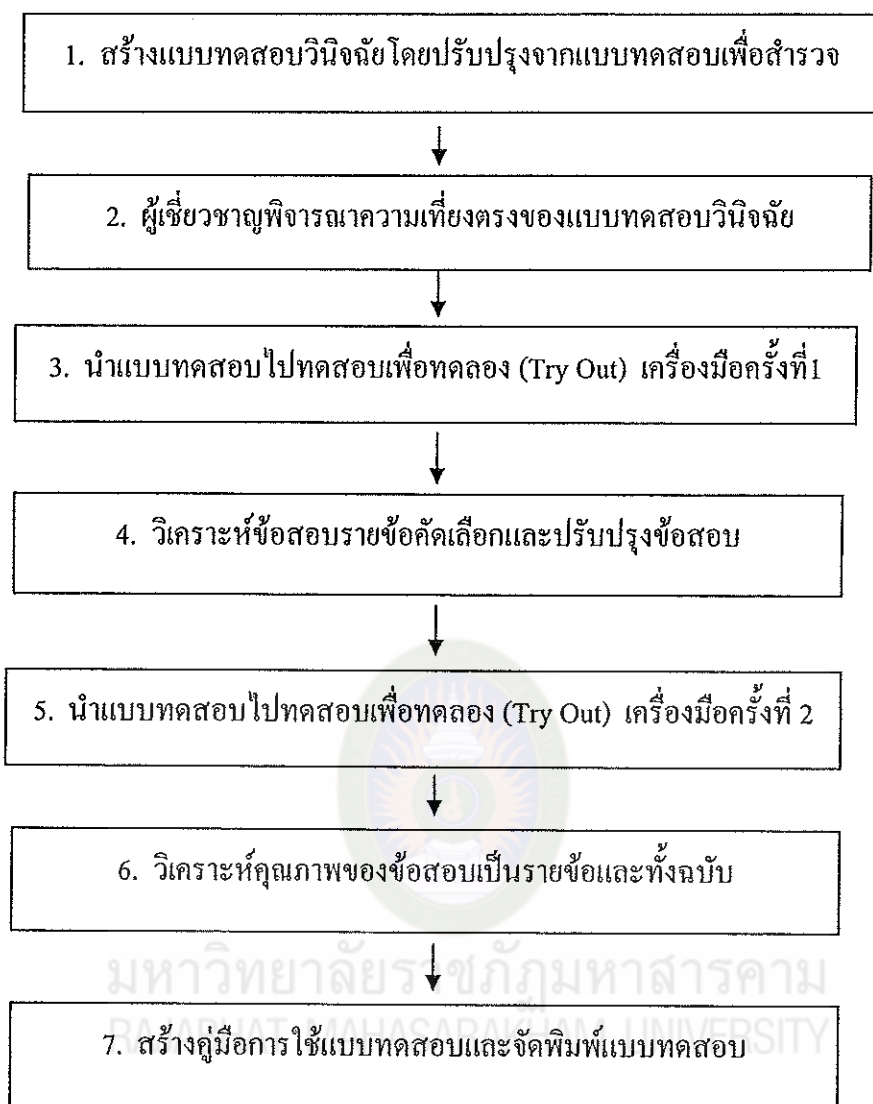 1. สร้างแบบทดสอบวินิจฉัยโดยปรับปรุงจากแบบทดสอบเพื่อสำรวจ
2. ผู้เชี่ยวชาญพิจารณาความเที่ยงตรงของแบบทดสอบวินิจฉัย
3. นำแบบทดสอบไปทดสอบเพื่อทดลอง (Try Out) เครื่องมือครั้งที่1
4. วิเคราะห์ข้อสอบรายข้อคัดเลือกและปรับปรุงข้อสอบ
5. นำแบบทดสอบไปทดสอบเพื่อทดลอง (Try Out) เครื่องมือครั้งที่ 2
6. วิเคราะห์คุณภาพของข้อสอบเป็นรายข้อและทั้งฉบับ
มหาวิทยาลัยราชภัฏมหาสารคาม
RAJABHAT MAHASARAKHAM UNIVERSITY
7. สร้างคู่มือการใช้แบบทดสอบและจัดพิมพ์แบบทดสอบ